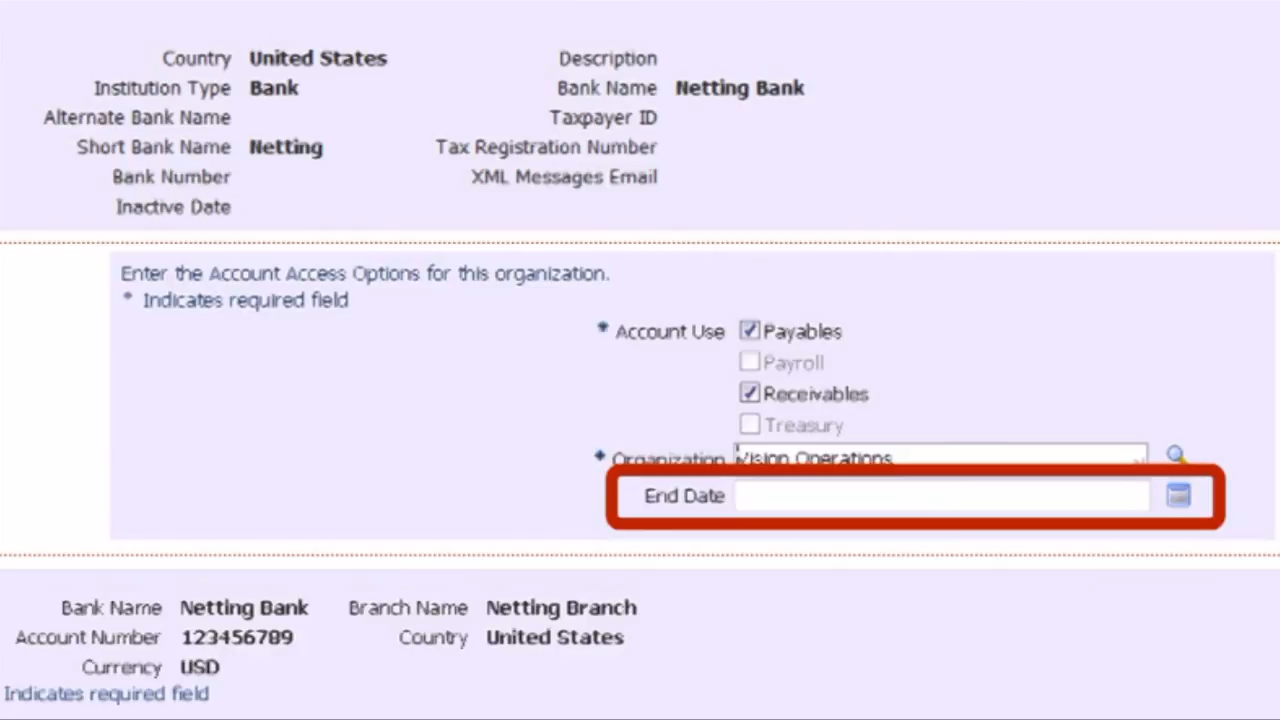 Country United States Description
Institution Type Bank Bank Name Netting Bank
Alternate Bank Name Taxpayer ID
Short Bank Name Netting Tax Registration Number
Bank Number XML Messages Email
Inactive Date
Enter the Account Access Options for this organization.
* Indicates required field
* Account Use Payables
Payroll
Receivables
Treasury
* Organization Vision Operations
End Date
Bank Name Netting Bank Branch Name Netting Branch
Account Number 123456789 Country United States
Currency USD
Indicates required field